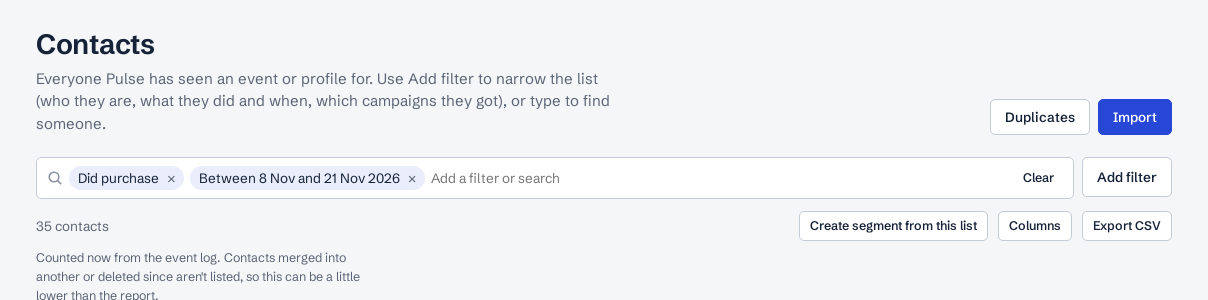 Contacts
Everyone Pulse has seen an event or profile for. Use Add filter to narrow the list
(who they are, what they did and when, which campaigns they got), or type to find
someone.
Duplicates
Import
Did purchase ×
Between 8 Nov and 21 Nov 2026 ×
Add a filter or search
Clear
Add filter
35 contacts
Create segment from this list
Columns
Export CSV
Counted now from the event log. Contacts merged into
another or deleted since aren't listed, so this can be a little
lower than the report.